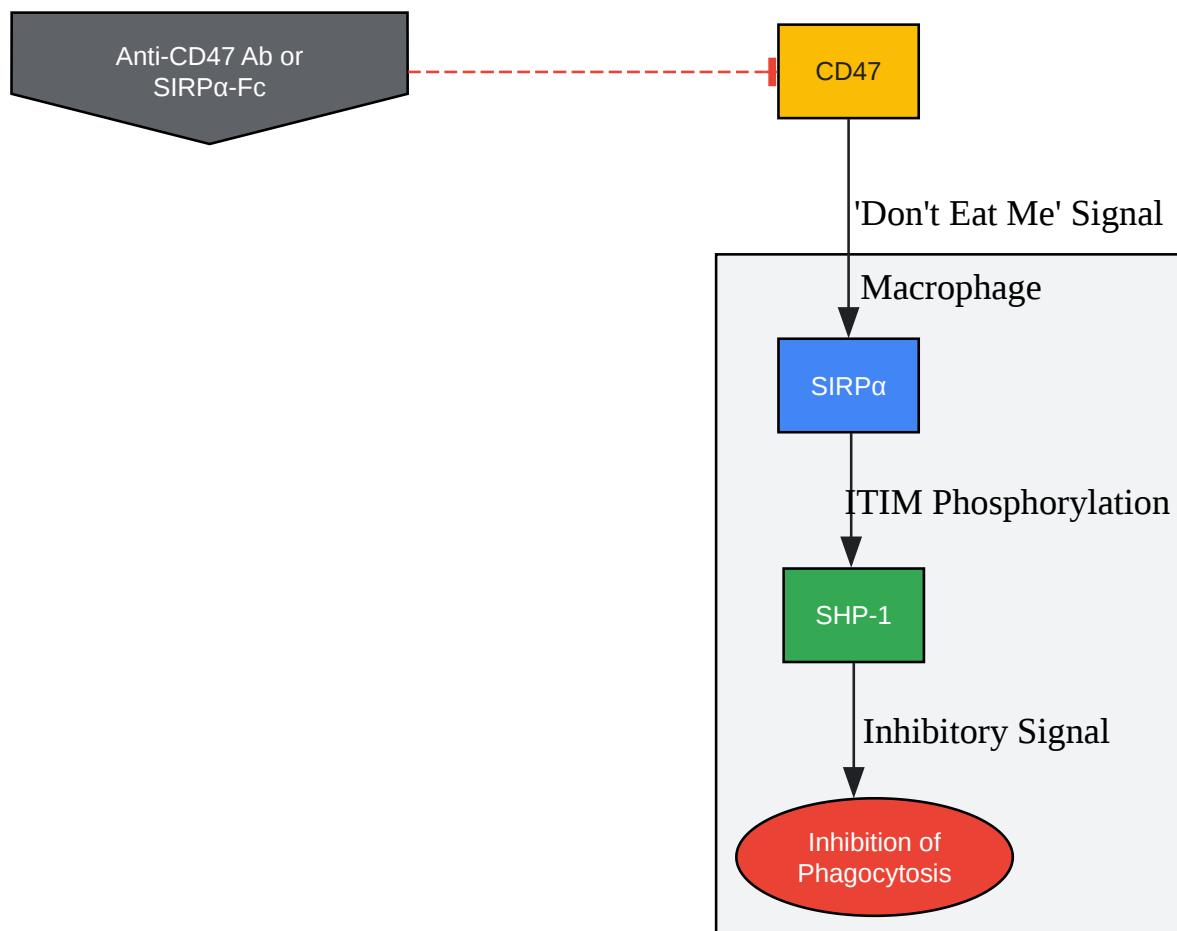 Anti-CD47 Ab or
SIRPα-Fc
CD47
'Don't Eat Me' Signal
Macrophage
SIRPα
ITIM Phosphorylation
SHP-1
Inhibitory Signal
Inhibition of
Phagocytosis